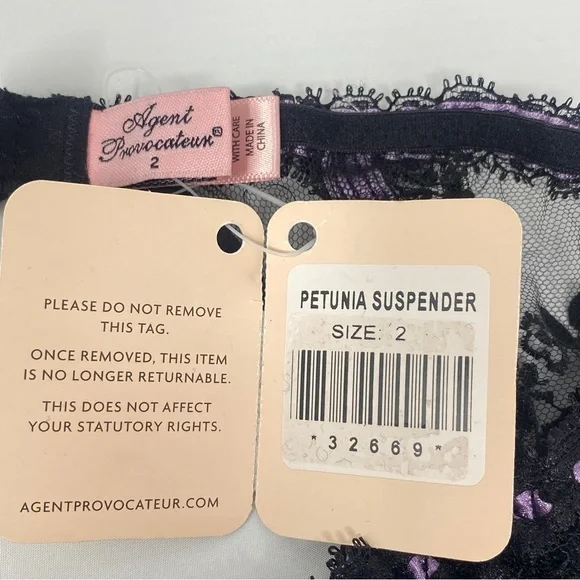 Agent
Provocateur®
2
WITH CARE
MADE IN
CHINA
PLEASE DO NOT REMOVE
THIS TAG.
ONCE REMOVED, THIS ITEM
IS NO LONGER RETURNABLE.
THIS DOES NOT AFFECT
YOUR STATUTORY RIGHTS.
AGENTPROVOCATEUR.COM
PETUNIA SUSPENDER
SIZE: 2
*32669*